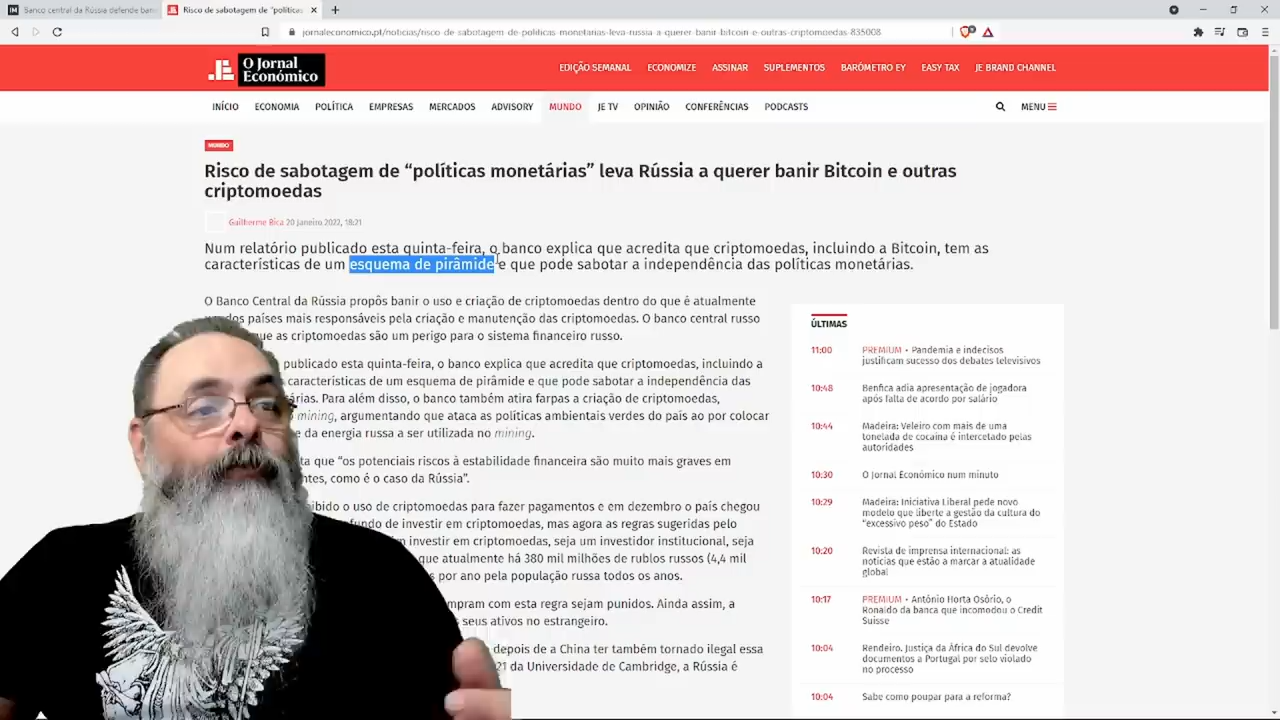 Banco central da Rússia defende bani
Risco de sabotagem de "políticas
jornaleconomico.pt/noticias/risco-de-sabotagem-de-politicas-monetarias-leva-russia-a-querer-banir-bitcoin-e-outras-criptomoedas-835008
O Jornal
Económico
EDIÇÃO SEMANAL ECONOMIZE ASSINAR SUPLEMENTOS BARÓMETRO EY EASY TAX JE BRAND CHANNEL
INÍCIO ECONOMIA POLÍTICA EMPRESAS MERCADOS ADVISORY MUNDO JE TV OPINIÃO CONFERÊNCIAS PODCASTS MENU
MUNDO
Risco de sabotagem de “políticas monetárias” leva Rússia a querer banir Bitcoin e outras
criptomoedas
Guilherme Rica 20 Janeiro 2022, 18:21
Num relatório publicado esta quinta-feira, o banco explica que acredita que criptomoedas, incluindo a Bitcoin, tem as
características de um esquema de pirâmide e que pode sabotar a independência das políticas monetárias.
O Banco Central da Rússia propôs banir o uso e criação de criptomoedas dentro do que é atualmente
dos países mais responsáveis pela criação e manutenção das criptomoedas. O banco central russo
que as criptomoedas são um perigo para o sistema financeiro russo.
publicado esta quinta-feira, o banco explica que acredita que criptomoedas, incluindo a
características de um esquema de pirâmide e que pode sabotar a independência das
rias. Para além disso, o banco também atira farpas a criação de criptomoedas,
mining, argumentando que ataca as políticas ambientais verdes do país ao por colocar
e da energia russa a ser utilizada no mining.
ta que “os potenciais riscos à estabilidade financeira são muito mais graves em
ntes, como é o caso da Rússia”.
ibido o uso de criptomoedas para fazer pagamentos e em dezembro o país chegou
fundo de investir em criptomoedas, mas agora as regras sugeridas pelo
m investir em criptomoedas, seja um investidor institucional, seja
que atualmente há 380 mil milhões de rublos russos (4,4 mil
s por ano pela população russa todos os anos.
mpram com esta regra sejam punidos. Ainda assim, a
seus ativos no estrangeiro.
depois de a China ter também tornado ilegal essa
21 da Universidade de Cambridge, a Rússia é
ÚLTIMAS
11:00 PREMIUM • Pandemia e indecisos
justificam sucesso dos debates televisivos
10:48 Benfica adia apresentação de jogadora
após falta de acordo por salário
10:44 Madeira: Veleiro com mais de uma
tonelada de cocaína é intercetado pelas
autoridades
10:30 O Jornal Económico num minuto
10:29 Madeira: Iniciativa Liberal pede novo
modelo que liberte a gestão da cultura do
“excessivo peso” do Estado
10:20 Revista de imprensa internacional: as
notícias que estão a marcar a atualidade
global
10:17 PREMIUM • António Horta Osório, o
Ronaldo da banca que incomodou o Credit
Suisse
10:04 Rendeiro. Justiça da África do Sul devolve
documentos a Portugal por selo violado
no processo
10:04 Sabe como poupar para a reforma?